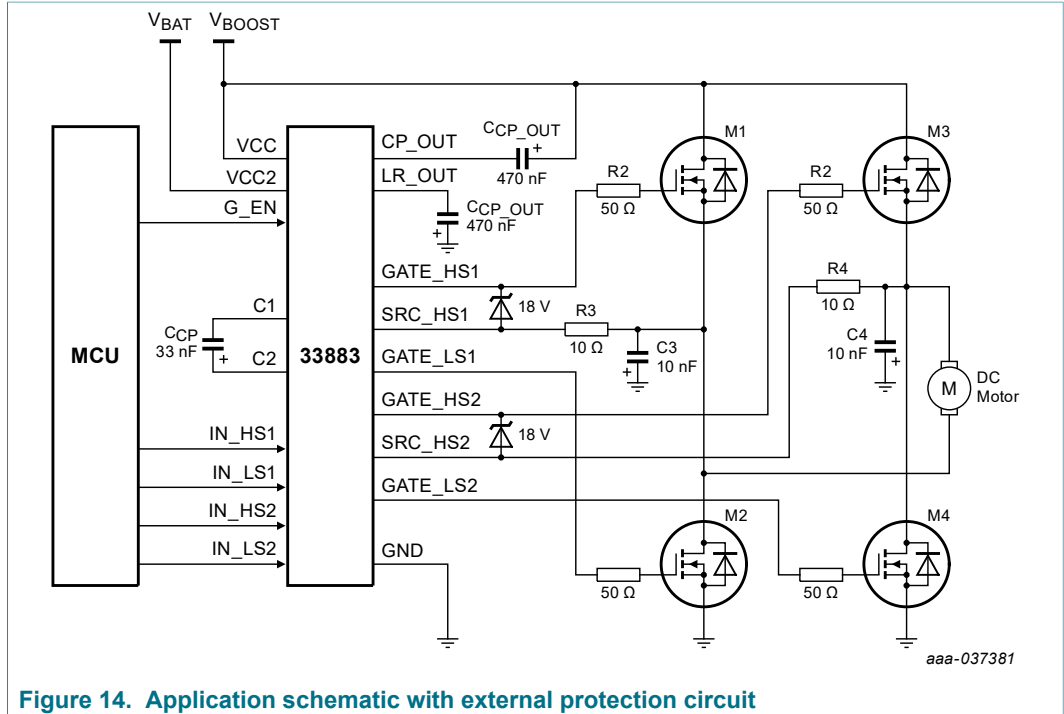 VBAT VBOOST
MCU
33883
VCC
VCC2
G_EN
C1
CCP
33 nF
+
C2
IN_HS1
IN_LS1
IN_HS2
IN_LS2
CP_OUT
CCP_OUT
+
470 nF
LR_OUT
CCP_OUT
470 nF
+
GATE_HS1
18 V
SRC_HS1
GATE_LS1
GATE_HS2
18 V
SRC_HS2
GATE_LS2
GND
R2
50 Ω
M1
R2
50 Ω
M3
R3
10 Ω
C3
10 nF
+
R4
10 Ω
C4
10 nF
+
M
DC
Motor
M2
50 Ω
M4
50 Ω
aaa-037381
Figure 14. Application schematic with external protection circuit